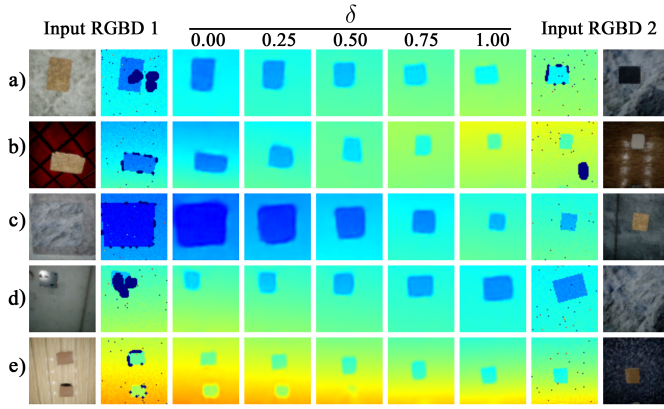 Input RGBD 1
δ
Input RGBD 2
0.00 0.25 0.50 0.75 1.00
a)
b)
c)
d)
e)